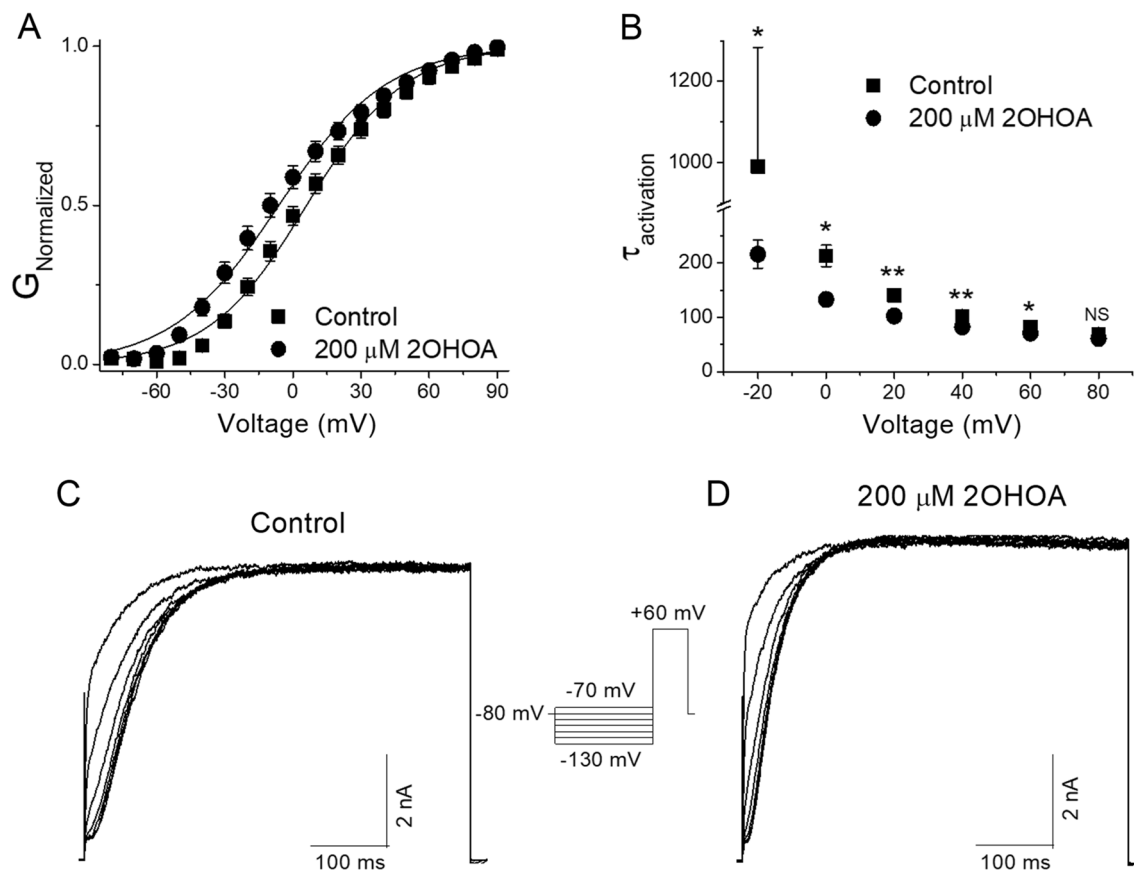 A
G Normalized
1.0
0.5
0.0
Control
200 μM 2OHOA
-60
-30
0
30
60
90
Voltage (mV)
B
τ activation
1200
1000
200
100
0
*
*
**
**
*
NS
Control
200 μM 2OHOA
-20
0
20
40
60
80
Voltage (mV)
C
Control
2 nA
100 ms
+60 mV
-70 mV
-80 mV
-130 mV
D
200 μM 2OHOA
2 nA
100 ms